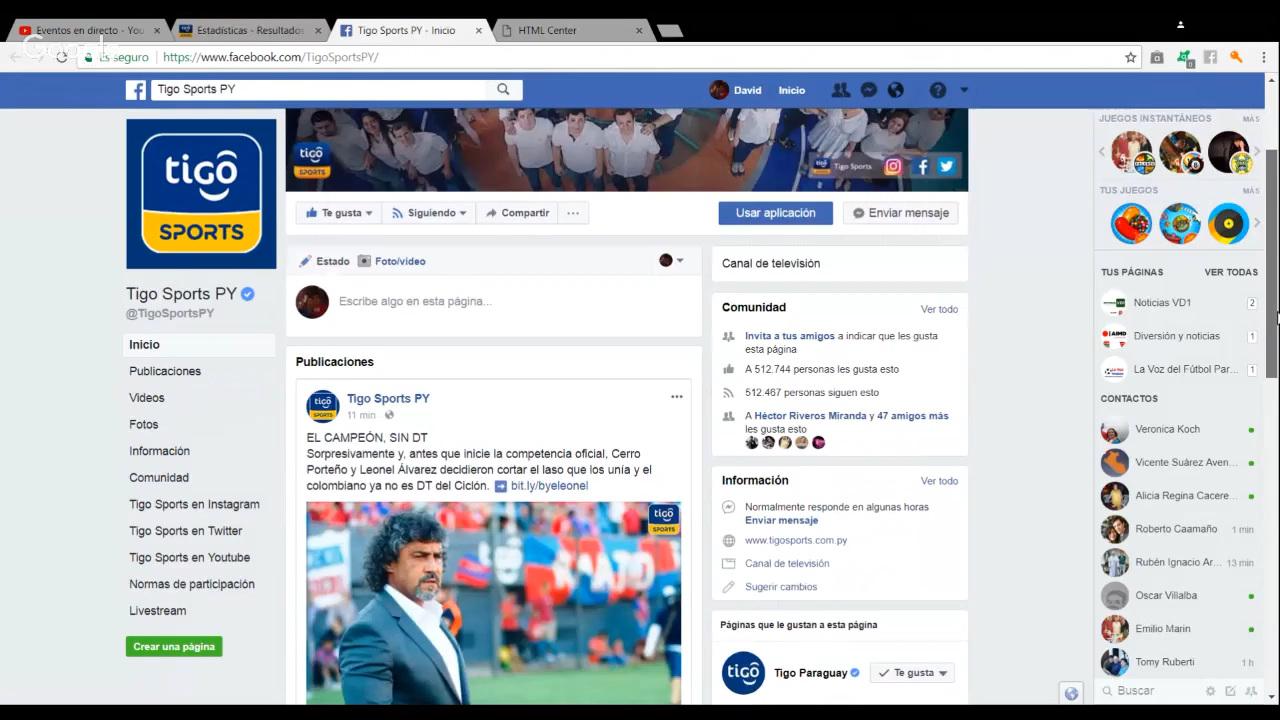 Eventos en directo - You
Estadísticas - Resultados
Tigo Sports PY - Inicio
HTML Center
Es seguro
https://www.facebook.com/TigoSportsPY/
Tigo Sports PY
David
Inicio
tigo
SPORTS
tigo
SPORTS
Tigo Sports
Te gusta
Siguiendo
Compartir
Usar aplicación
Enviar mensaje
Tigo Sports PY
@TigoSportsPY
Inicio
Publicaciones
Videos
Fotos
Información
Comunidad
Tigo Sports en Instagram
Tigo Sports en Twitter
Tigo Sports en Youtube
Normas de participación
Livestream
Crear una página
Estado
Foto/video
Escribe algo en esta página...
Publicaciones
Tigo Sports PY
11 min
EL CAMPEÓN, SIN DT
Sorpresivamente y, antes que inicie la competencia oficial, Cerro
Porteño y Leonel Álvarez decidieron cortar el laso que los unía y el
colombiano ya no es DT del Ciclón. bit.ly/byeleonel
tigo
SPORTS
Canal de televisión
Comunidad
Ver todo
Invita a tus amigos a indicar que les gusta
esta página
A 512.744 personas les gusta esto
512.467 personas siguen esto
A Héctor Riveros Miranda y 47 amigos más
les gusta esto
Información
Ver todo
Normalmente responde en algunas horas
Enviar mensaje
www.tigosports.com.py
Canal de televisión
Sugerir cambios
Páginas que le gustan a esta página
tigo
Tigo Paraguay
Te gusta
JUEGOS INSTANTÁNEOS
MÁS
TUS JUEGOS
MÁS
TUS PÁGINAS
VER TODAS
Noticias VD1
2
Diversión y noticias
1
La Voz del Fútbol Par...
1
CONTACTOS
Veronica Koch
Vicente Suárez Aven...
Alicia Regina Cacere...
Roberto Caamaño
1 min
Rubén Ignacio Ar...
13 min
Oscar Villalba
Emilio Marin
Tomy Ruberti
1 h
Buscar